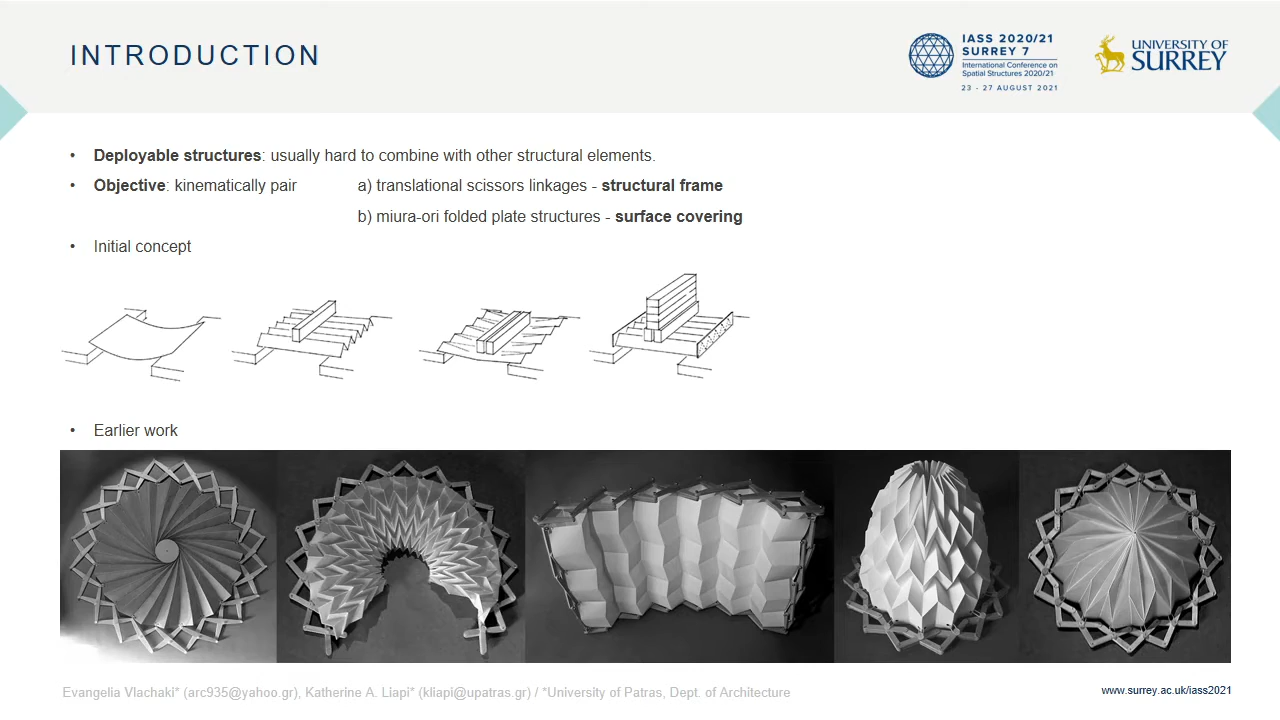 INTRODUCTION
IASS 2020/21
SURREY 7
International Conference on
Spatial Structures 2020/21
23 - 27 AUGUST 2021
UNIVERSITY OF
SURREY
• Deployable structures: usually hard to combine with other structural elements.
• Objective: kinematically pair a) translational scissors linkages - structural frame
b) miura-ori folded plate structures - surface covering
• Initial concept
• Earlier work
Evangelia Vlachaki* (arc935@yahoo.gr), Katherine A. Liapi* (kliapi@upatras.gr) / *University of Patras, Dept. of Architecture
www.surrey.ac.uk/iass2021